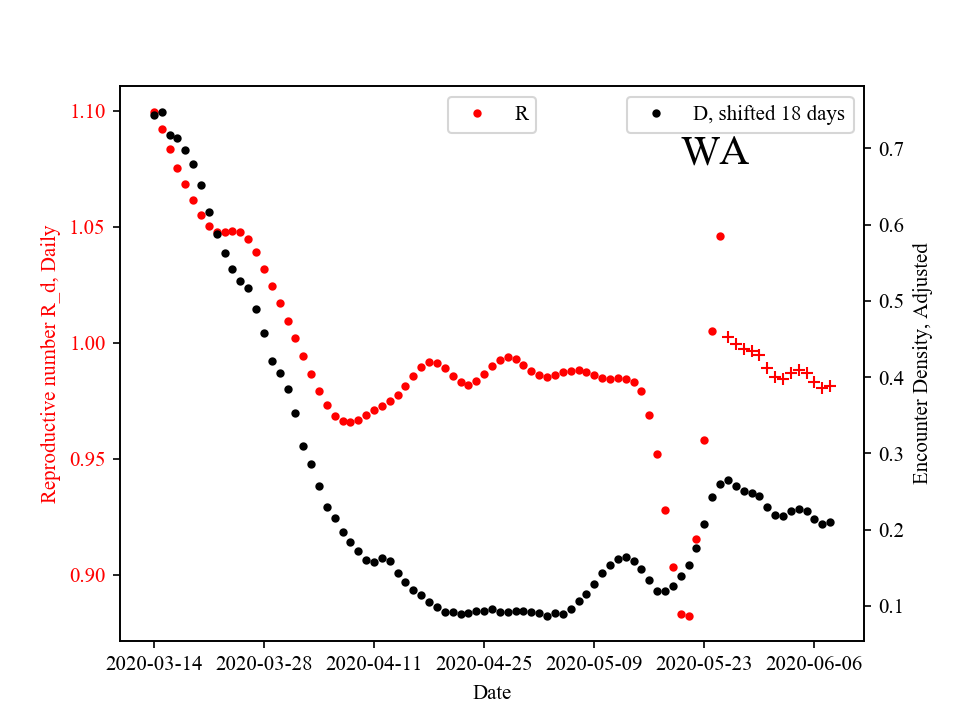 R
D, shifted 18 days
WA
Reproductive number R_d, Daily
1.10
1.05
1.00
0.95
0.90
0.7
0.6
0.5
0.4
0.3
0.2
0.1
Encounter Density, Adjusted
2020-03-14 2020-03-28 2020-04-11 2020-04-25 2020-05-09 2020-05-23 2020-06-06
Date